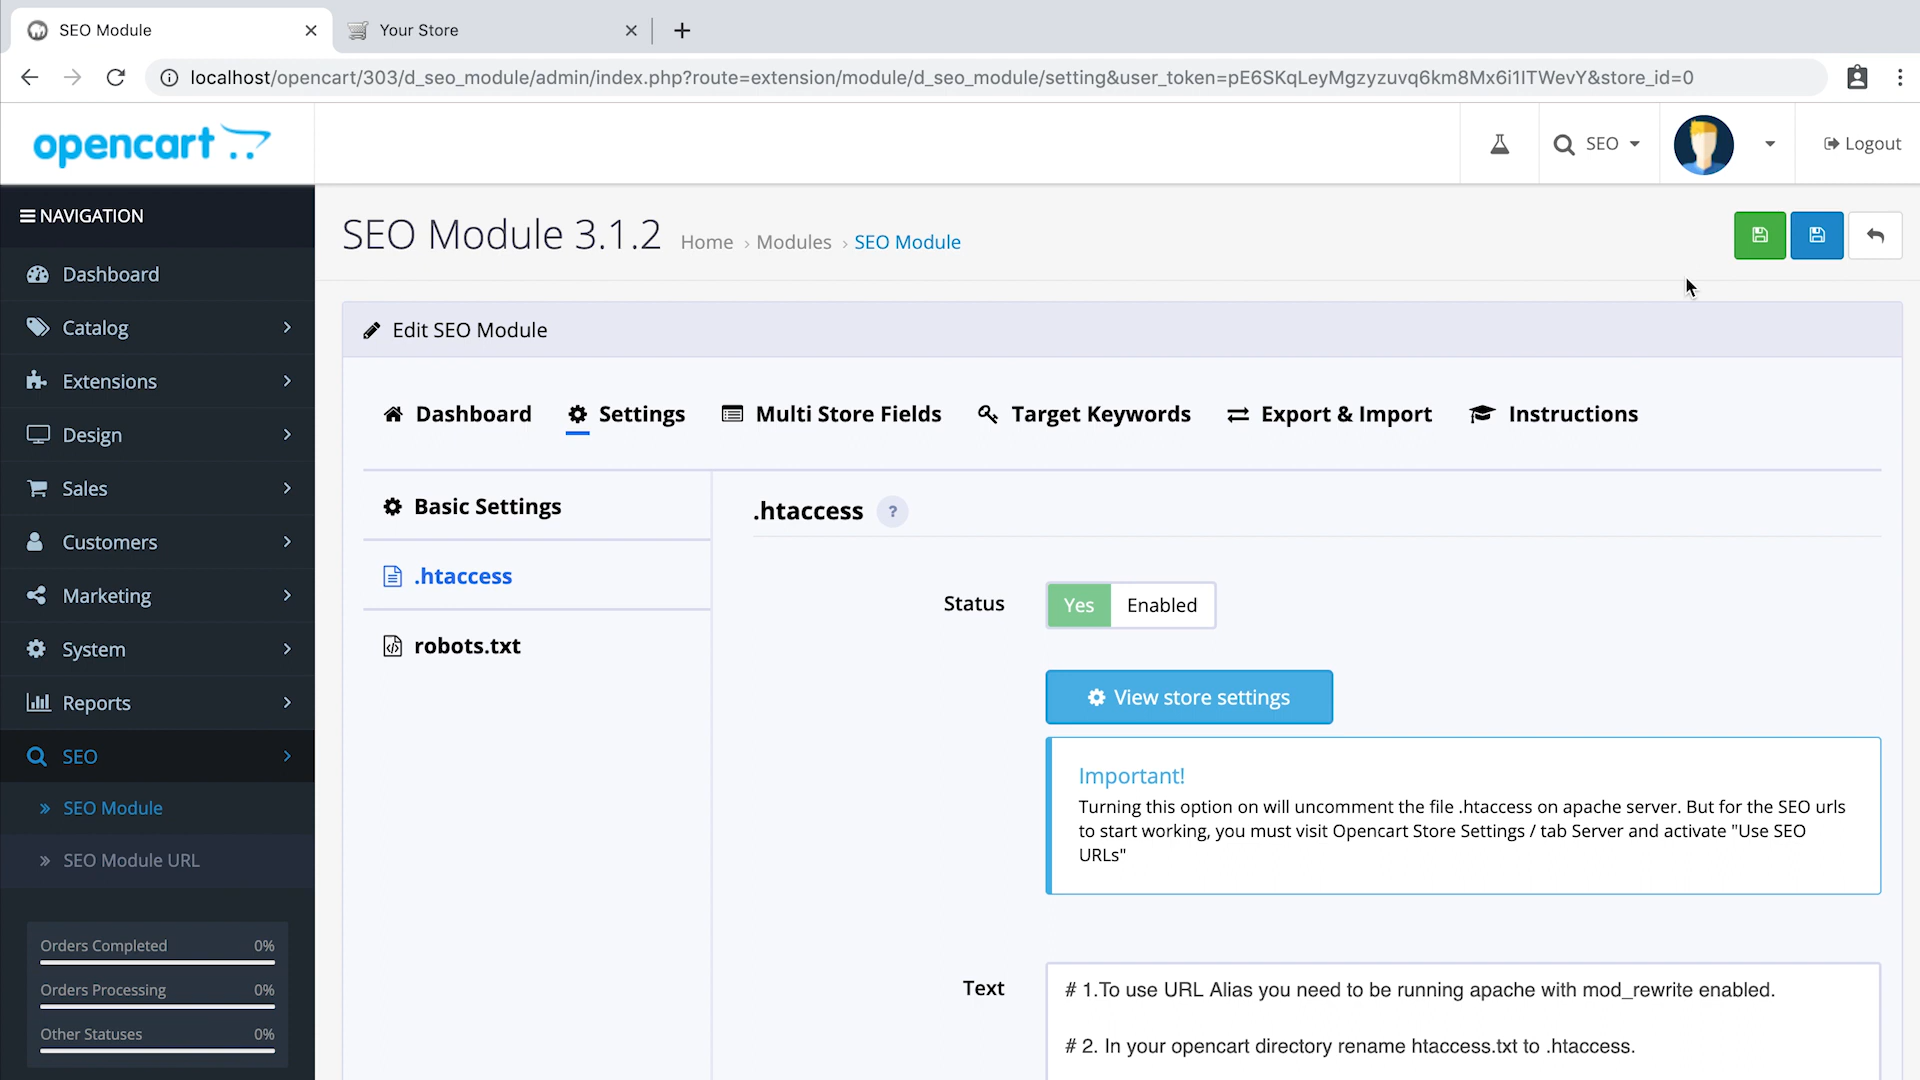 SEO Module
Your Store
localhost/opencart/303/d_seo_module/admin/index.php?route=extension/module/d_seo_module/setting&user_token=pE6SKqLeyMgzyzuvq6km8Mx6i1ITWevY&store_id=0
opencart
SEO
Logout
NAVIGATION
Dashboard
Catalog
Extensions
Design
Sales
Customers
Marketing
System
Reports
SEO
SEO Module
SEO Module URL
Orders Completed 0%
Orders Processing 0%
Other Statuses 0%
SEO Module 3.1.2 Home › Modules › SEO Module
Edit SEO Module
Dashboard Settings Multi Store Fields Target Keywords Export & Import Instructions
Basic Settings
.htaccess
robots.txt
.htaccess ?
Status Yes Enabled
View store settings
Important!
Turning this option on will uncomment the file .htaccess on apache server. But for the SEO urls
to start working, you must visit Opencart Store Settings / tab Server and activate "Use SEO
URLs"
Text
# 1.To use URL Alias you need to be running apache with mod_rewrite enabled.
# 2. In your opencart directory rename htaccess.txt to .htaccess.